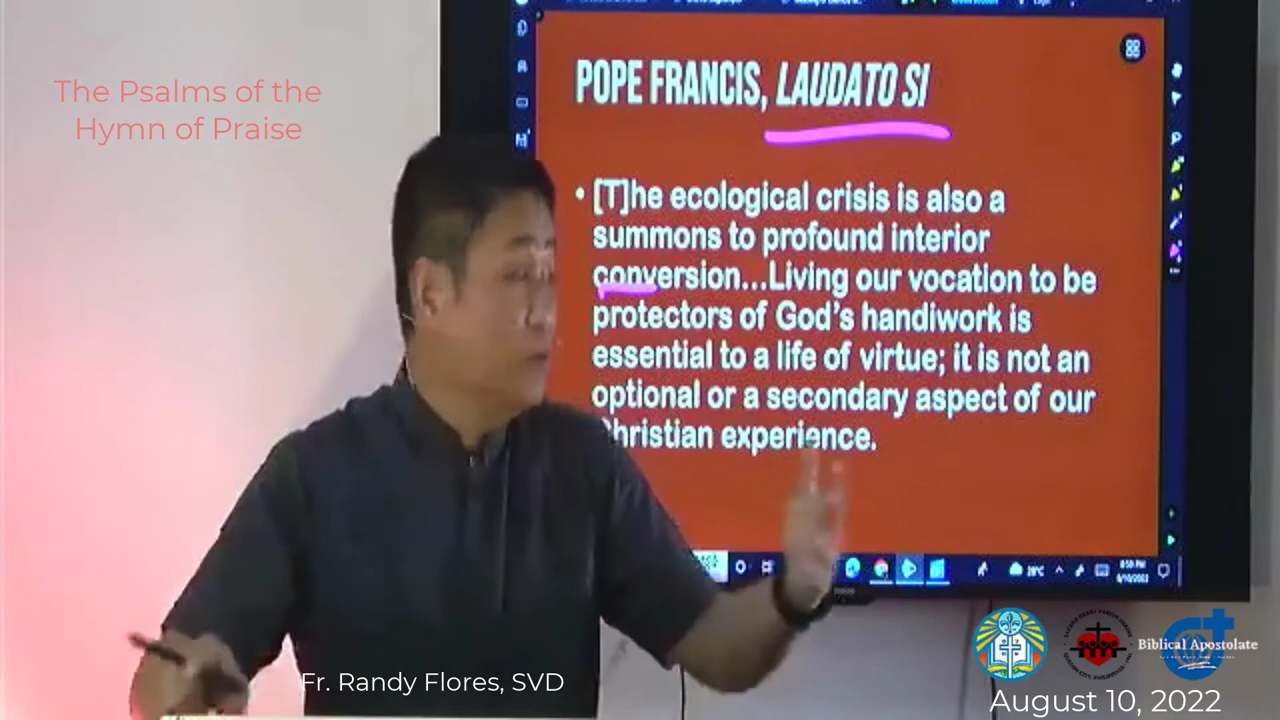 The Psalms of the
Hymn of Praise
POPE FRANCIS, LAUDATO SI
• [T]he ecological crisis is also a
summons to profound interior
conversion...Living our vocation to be
protectors of God's handiwork is
essential to a life of virtue; it is not an
optional or a secondary aspect of our
Christian experience.
Biblical Apostolate
Fr. Randy Flores, SVD
August 10, 2022